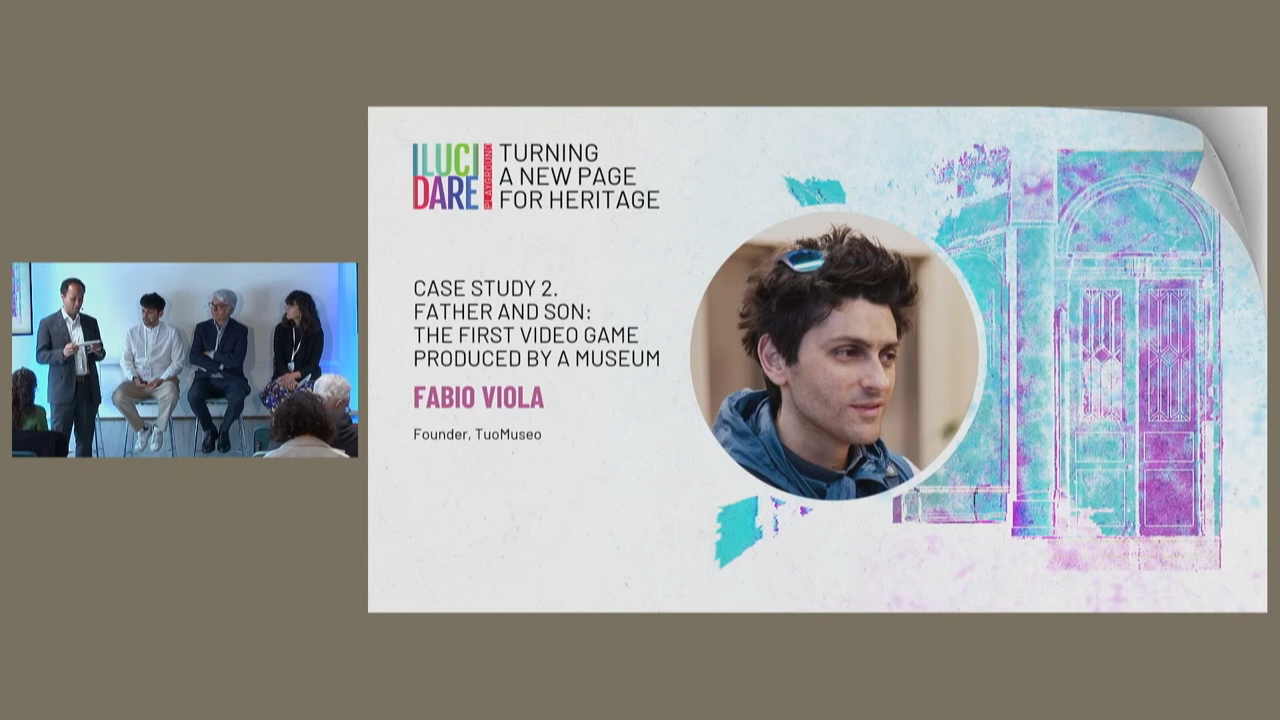 ILUCI
DARE
PLAYGROUND
TURNING
A NEW PAGE
FOR HERITAGE
CASE STUDY 2.
FATHER AND SON:
THE FIRST VIDEO GAME
PRODUCED BY A MUSEUM
FABIO VIOLA
Founder, TuoMuseo